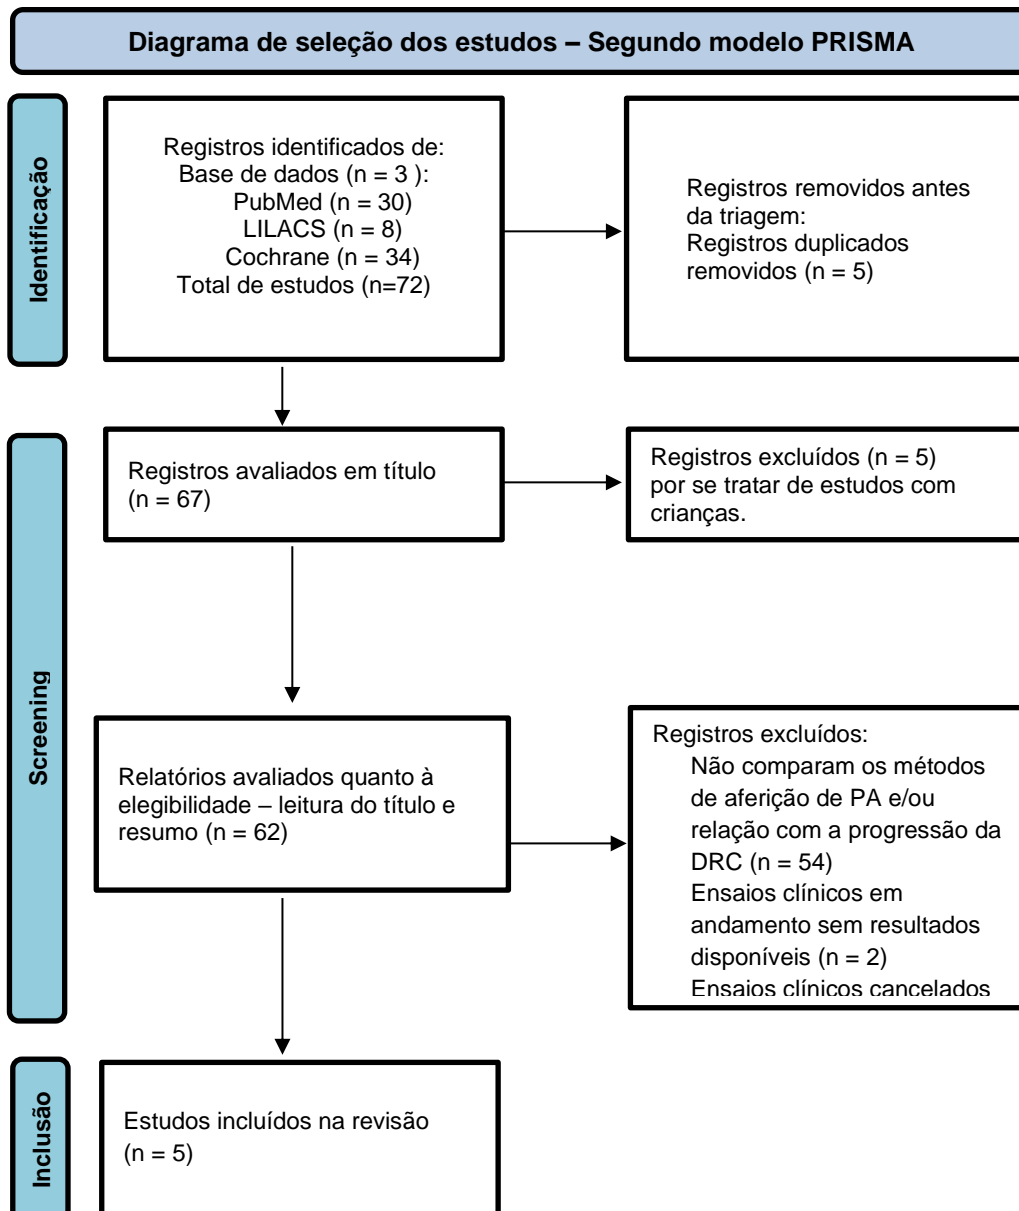 Diagrama de seleção dos estudos – Segundo modelo PRISMA
Identificação
Registros identificados de:
Base de dados (n = 3 ):
PubMed (n = 30)
LILACS (n = 8)
Cochrane (n = 34)
Total de estudos (n=72)
Registros removidos antes
da triagem:
Registros duplicados
removidos (n = 5)
Screening
Registros avaliados em título
(n = 67)
Registros excluídos (n = 5)
por se tratar de estudos com
crianças.
Relatórios avaliados quanto à
elegibilidade – leitura do título e
resumo (n = 62)
Registros excluídos:
Não comparam os métodos
de aferição de PA e/ou
relação com a progressão da
DRC (n = 54)
Ensaios clínicos em
andamento sem resultados
disponíveis (n = 2)
Ensaios clínicos cancelados
Inclusão
Estudos incluídos na revisão
(n = 5)